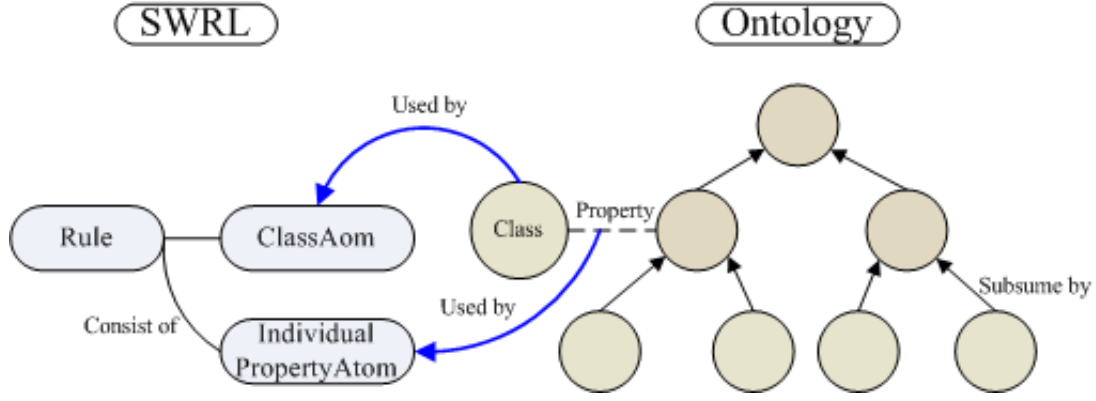 SWRL
Ontology
Used by
Rule
ClassAom
Class
Property
Subsume by
Used by
Consist of
Individual
PropertyAtom